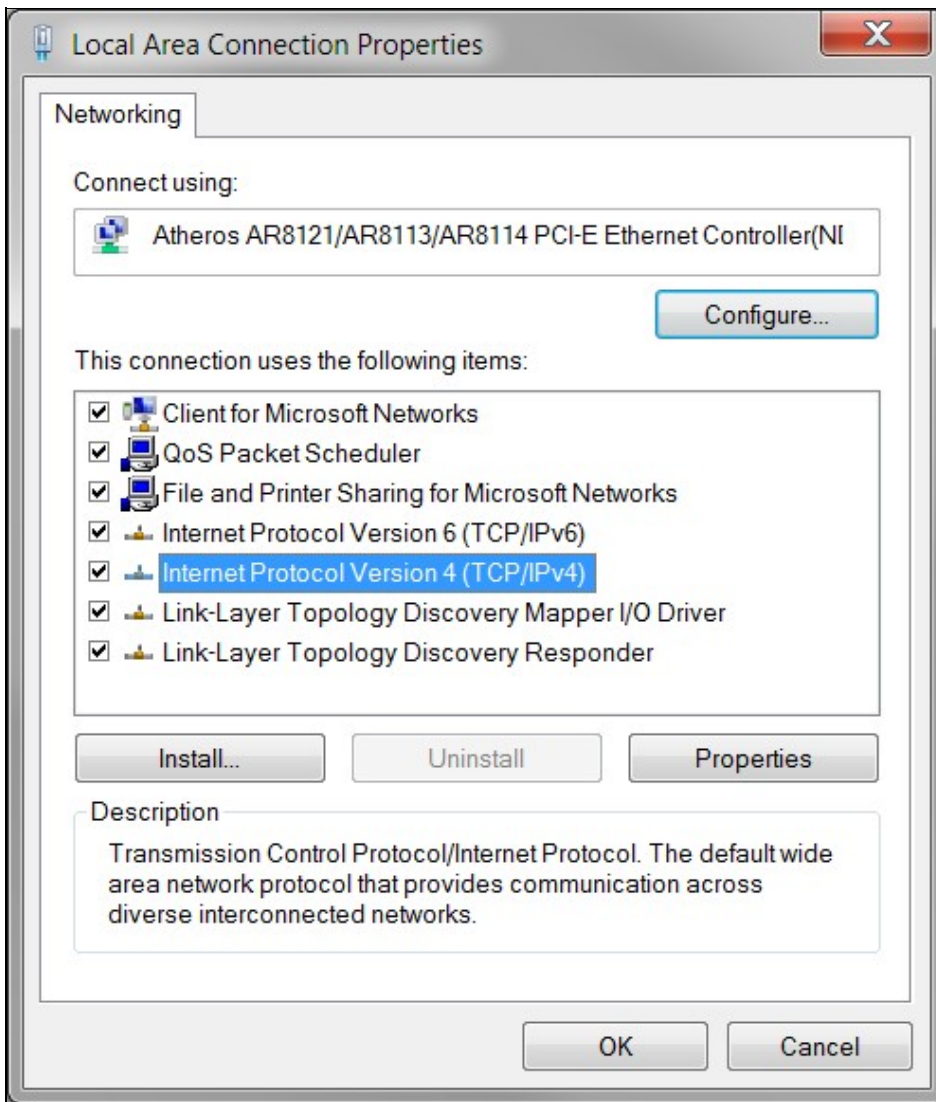 Local Area Connection Properties
Networking
Connect using:
Atheros AR8121/AR8113/AR8114 PCI-E Ethernet Controller(NI
Configure...
This connection uses the following items:
Client for Microsoft Networks
QoS Packet Scheduler
File and Printer Sharing for Microsoft Networks
Internet Protocol Version 6 (TCP/IPv6)
Internet Protocol Version 4 (TCP/IPv4)
Link-Layer Topology Discovery Mapper I/O Driver
Link-Layer Topology Discovery Responder
Install... Uninstall Properties
Description
Transmission Control Protocol/Internet Protocol. The default wide
area network protocol that provides communication across
diverse interconnected networks.
OK Cancel